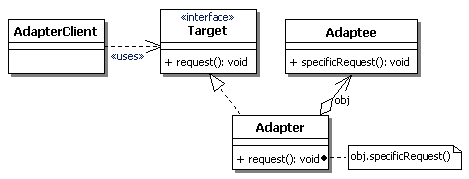 AdapterClient
«uses»
«interface»
Target
+ request(): void
Adaptee
+ specificRequest(): void
obj
Adapter
+ request(): void
obj.specificRequest()